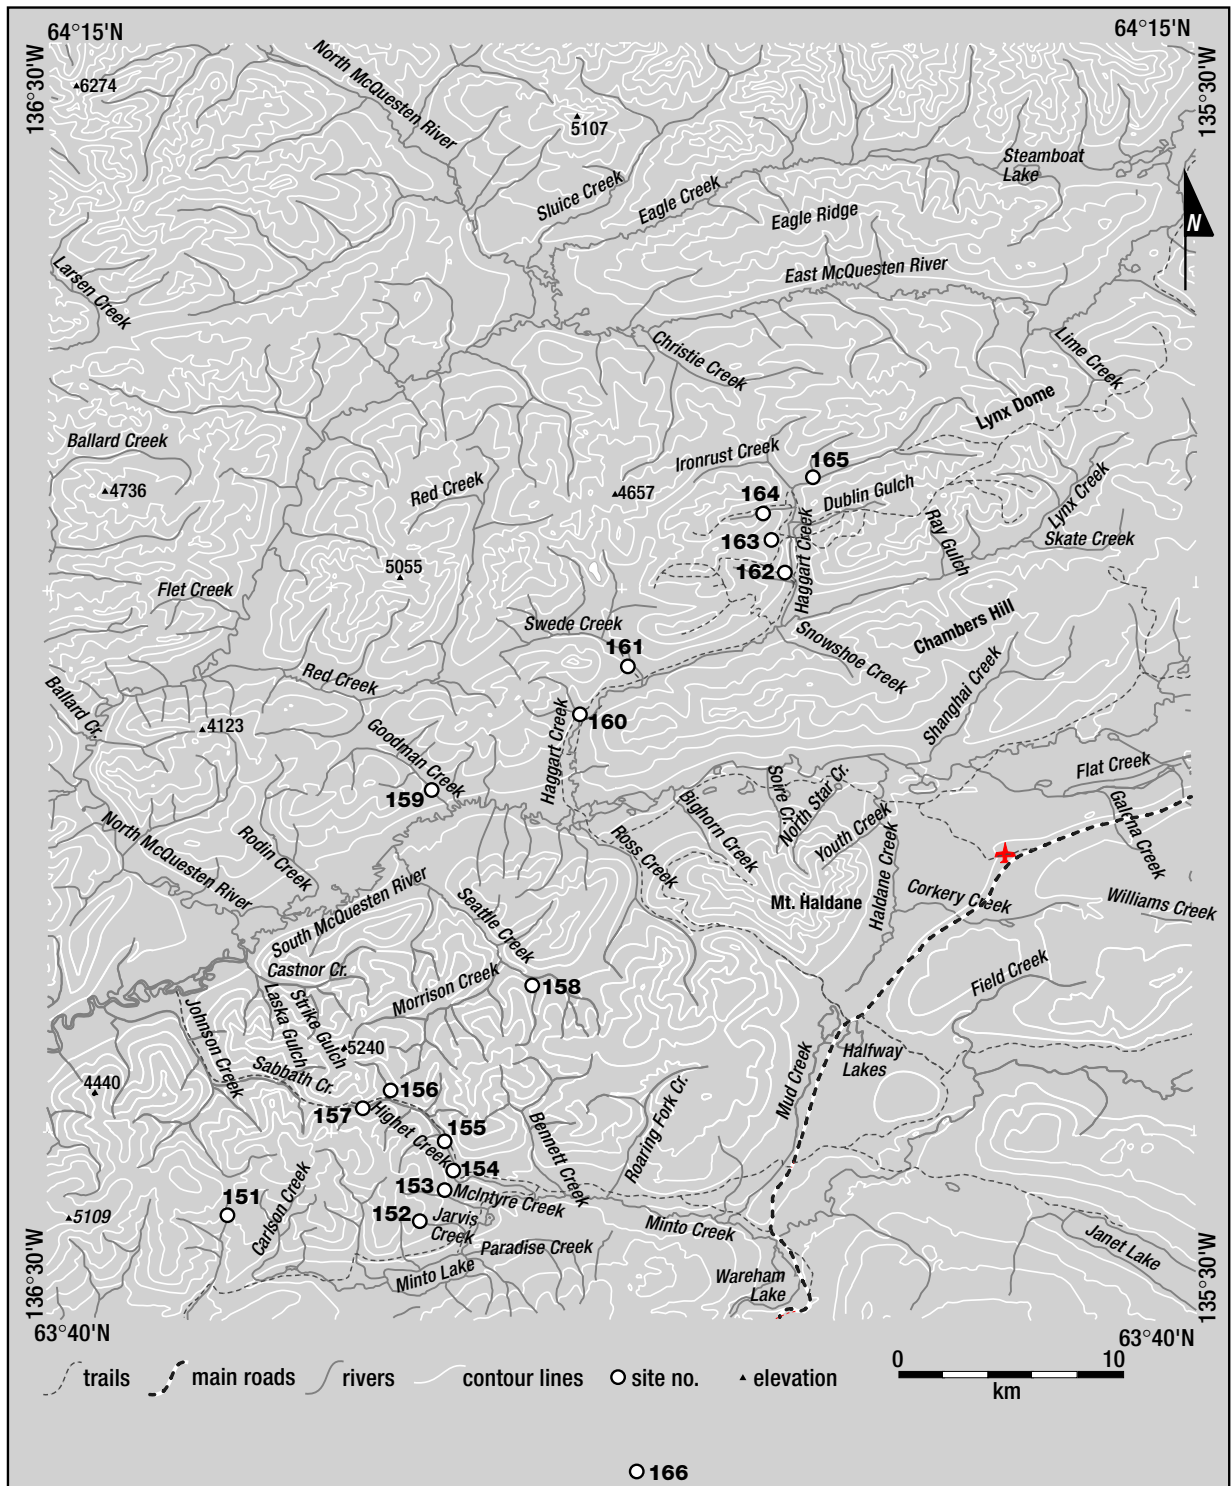 64°15'N
64°15'N
136°30'W
135°30'W
North McQuesten River
6274
5107
Steamboat
Lake
Sluice Creek
Eagle Creek
Eagle Ridge
N
East McQuesten River
Larsen Creek
Christie Creek
Lime Creek
Lynx Dome
Ballard Creek
Ironrust Creek
165
4736
Red Creek
4657
164
Dublin Gulch
Lynx Creek
Ray Gulch
163
Haggart Creek
Skate Creek
5055
162
Flet Creek
Swede Creek
Chambers Hill
161
Snowshoe Creek
Red Creek
Shanghai Creek
Ballard Cr.
4123
160
Goodman Creek
Haggart Creek
Flat Creek
159
Soire Cr.
North Star Cr.
Bighorn Creek
Galena Creek
North McQuesten River
Rodin Creek
Ross Creek
Youth Creek
Haldane Creek
Corkery Creek
Mt. Haldane
Williams Creek
South McQuesten River
Seattle Creek
Castnor Cr.
Field Creek
Morrison Creek
158
Johnson Creek
Laska Gulch
Strike Gulch
5240
Halfway
Lakes
Sabbath Cr.
4440
156
Mud Creek
157
Highet Creek
Roaring Fork Cr.
155
Bennett Creek
154
153
McIntyre Creek
Carlson Creek
151
152
Jarvis
Creek
5109
Minto Creek
Paradise Creek
Janet Lake
Minto Lake
Wareham
Lake
136°30'W
135°30'W
63°40'N
63°40'N
trails
main roads
rivers
contour lines
site no.
elevation
0
10
km
166